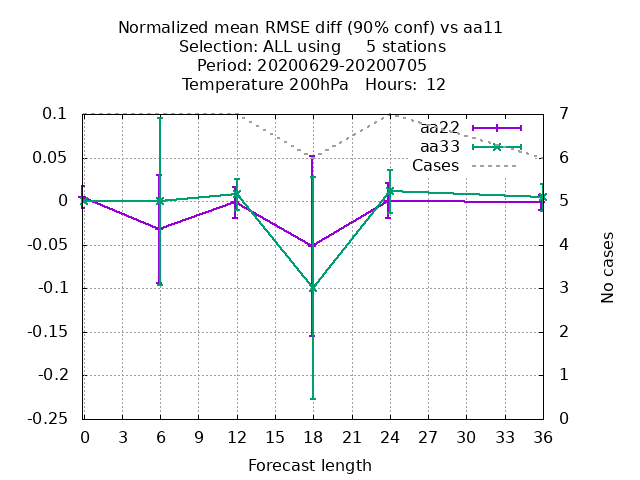 Normalized mean RMSE diff (90% conf) vs aa11
Selection: ALL using     5 stations
Period: 20200629-20200705
Temperature 200hPa   Hours:  12
0.1
0.05
0
-0.05
-0.1
-0.15
-0.2
-0.25
aa22
aa33
Cases
7
6
5
4
3
2
1
0
No cases
0 3 6 9 12 15 18 21 24 27 30 33 36
Forecast length